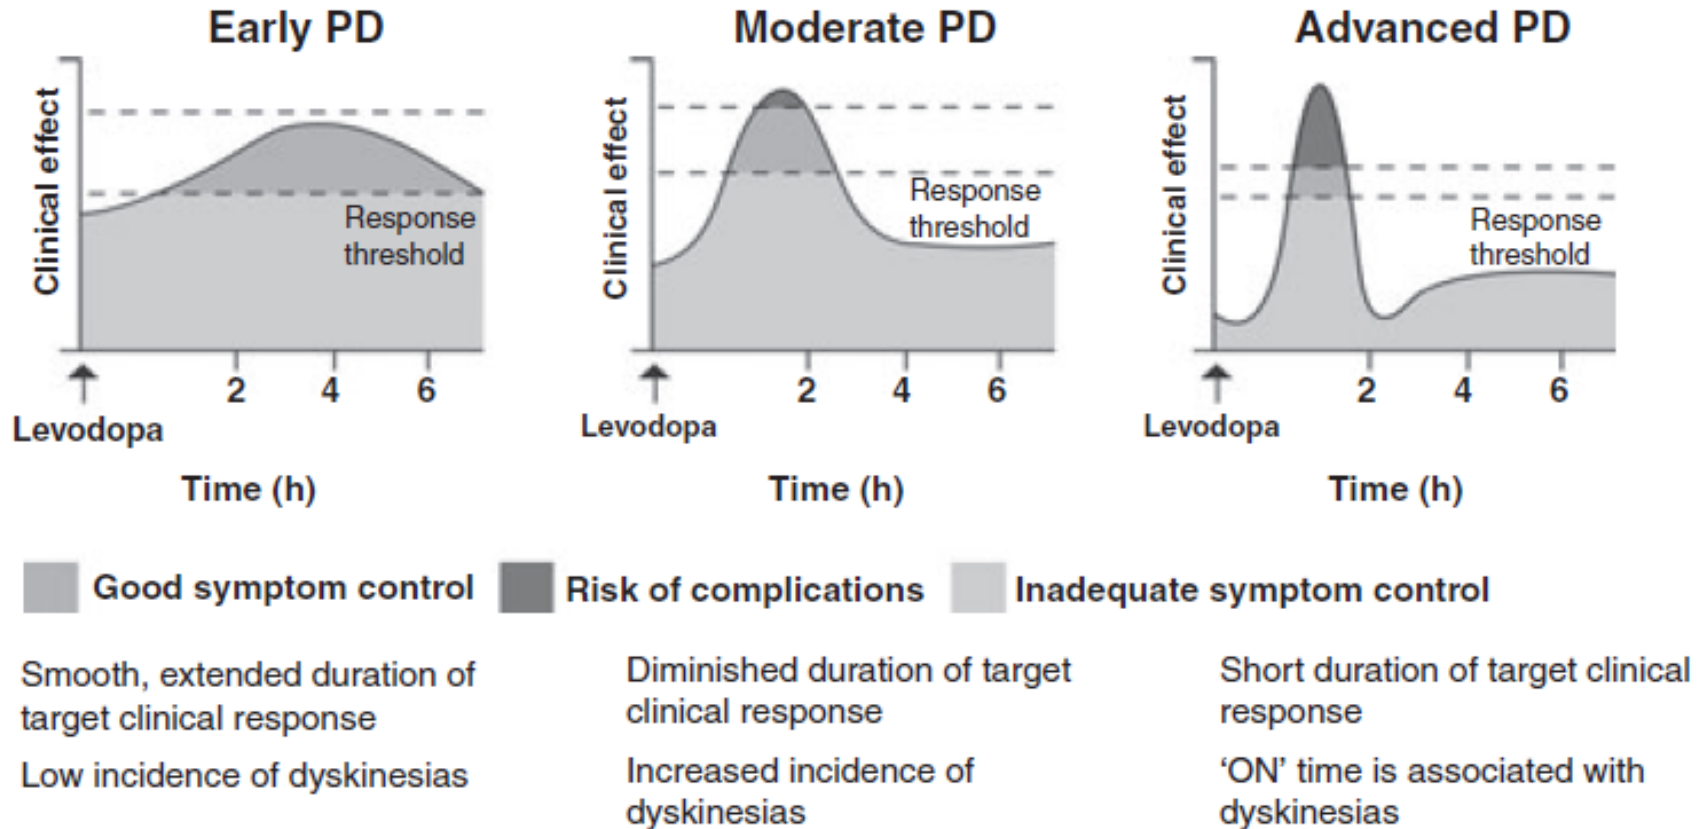 Early PD
Moderate PD
Advanced PD
Clinical effect
Response
threshold
2
4
6
Levodopa
Time (h)
Clinical effect
Response
threshold
2
4
6
Levodopa
Time (h)
Clinical effect
Response
threshold
2
4
6
Levodopa
Time (h)
Good symptom control
Risk of complications
Inadequate symptom control
Smooth, extended duration of
target clinical response
Low incidence of dyskinesias
Diminished duration of target
clinical response
Increased incidence of
dyskinesias
Short duration of target clinical
response
‘ON’ time is associated with
dyskinesias